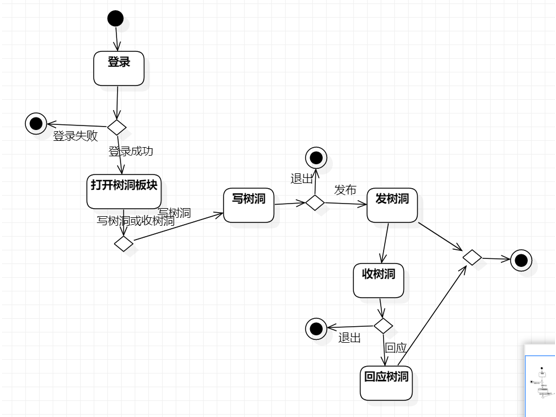 登录
登录失败
登录成功
打开树洞板块
写树洞或收树洞
写树洞
写树洞
退出
发布
发树洞
收树洞
退出
回应
回应树洞